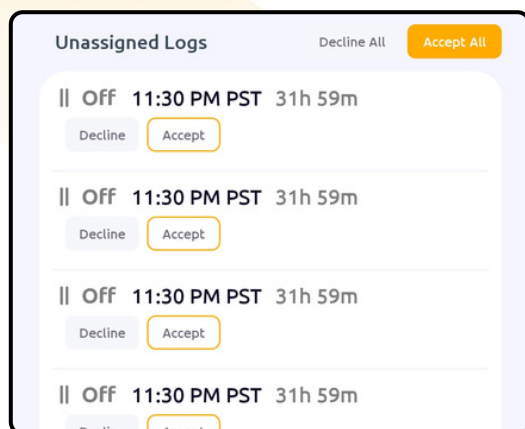 Unassigned Logs Decline All Accept All
|| Off 11:30 PM PST 31h 59m
Decline Accept
|| Off 11:30 PM PST 31h 59m
Decline Accept
|| Off 11:30 PM PST 31h 59m
Decline Accept
|| Off 11:30 PM PST 31h 59m
Decline Accept